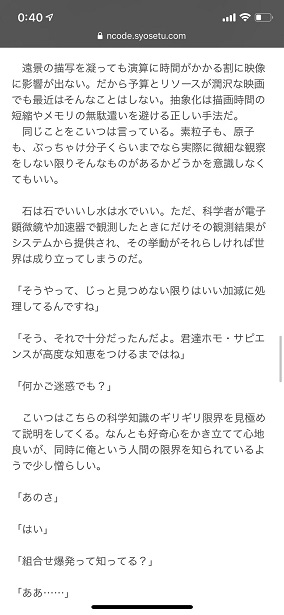 0:40
ncode.syosetu.com
　遠景の描写を凝っても演算に時間がかかる割に映像
に影響が出ない。だから予算とリソースが潤沢な映画
でも最近はそんなことはしない。抽象化は描画時間の
短縮やメモリの無駄遣いを避ける正しい手法だ。
　同じことをこいつは言っている。素粒子も、原子
も、ぶっちゃけ分子くらいまでなら実際に微細な観察
をしない限りそんなものがあるかどうかを意識しなく
てもいい。
　石は石でいいし水は水でいい。ただ、科学者が電子
顕微鏡や加速器で観測したときにだけその観測結果が
システムから提供され、その挙動がそれらしければ世
界は成り立ってしまうのだ。
「そうやって、じっと見つめない限りはいい加減に処
理してるんですね」
「そう、それで十分だったんだよ。君達ホモ・サピエ
ンスが高度な知恵をつけるまではね」
「何かご迷惑でも？」
　こいつはこちらの科学知識のギリギリ限界を見極め
て説明をしてくる。なんとも好奇心をかき立てて心地
良いが、同時に俺という人間の限界を知られているよ
うで少し憎らしい。
「あのさ」
「はい」
「組合せ爆発って知ってる？」
「ああ……」